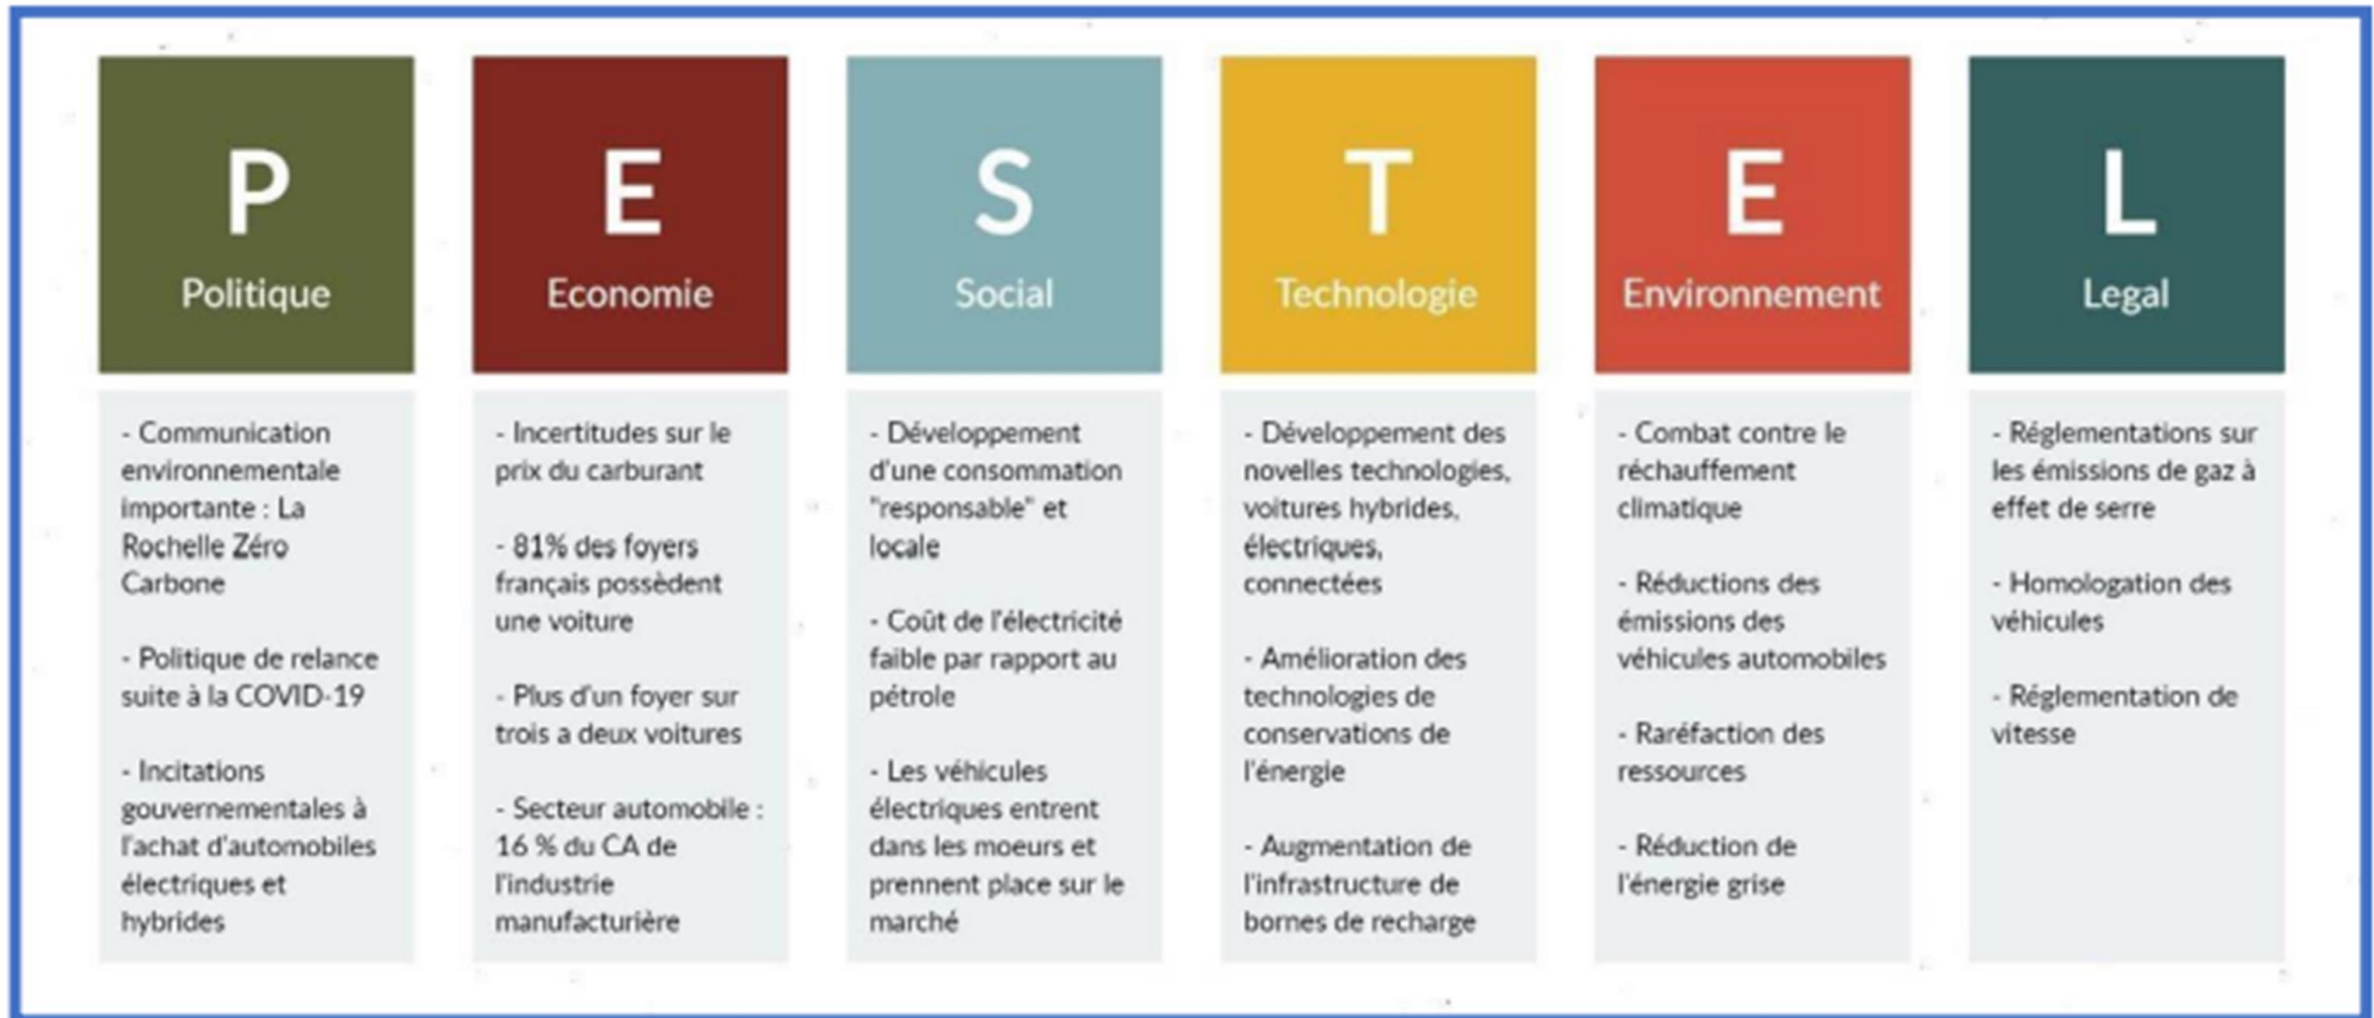 P
Politique
- Communication
environnementale
importante : La
Rochelle Zéro
Carbone
- Politique de relance
suite à la COVID-19
- Incitations
gouvernementales à
l'achat d'automobiles
électriques et
hybrides
E
Economie
- Incertitudes sur le
prix du carburant
- 81% des foyers
français possèdent
une voiture
- Plus d'un foyer sur
trois a deux voitures
- Secteur automobile :
16 % du CA de
l'industrie
manufacturière
S
Social
- Développement
d'une consommation
"responsable" et
locale
- Coût de l'électricité
faible par rapport au
pétrole
- Les véhicules
électriques entrent
dans les moeurs et
prennent place sur le
marché
T
Technologie
- Développement des
novelles technologies,
voitures hybrides,
électriques,
connectées
- Amélioration des
technologies de
conservations de
l'énergie
- Augmentation de
l'infrastructure de
bornes de recharge
E
Environnement
- Combat contre le
réchauffement
climatique
- Réductions des
émissions des
véhicules automobiles
- Raréfaction des
ressources
- Réduction de
l'énergie grise
L
Legal
- Réglementations sur
les émissions de gaz à
effet de serre
- Homologation des
véhicules
- Réglementation de
vitesse